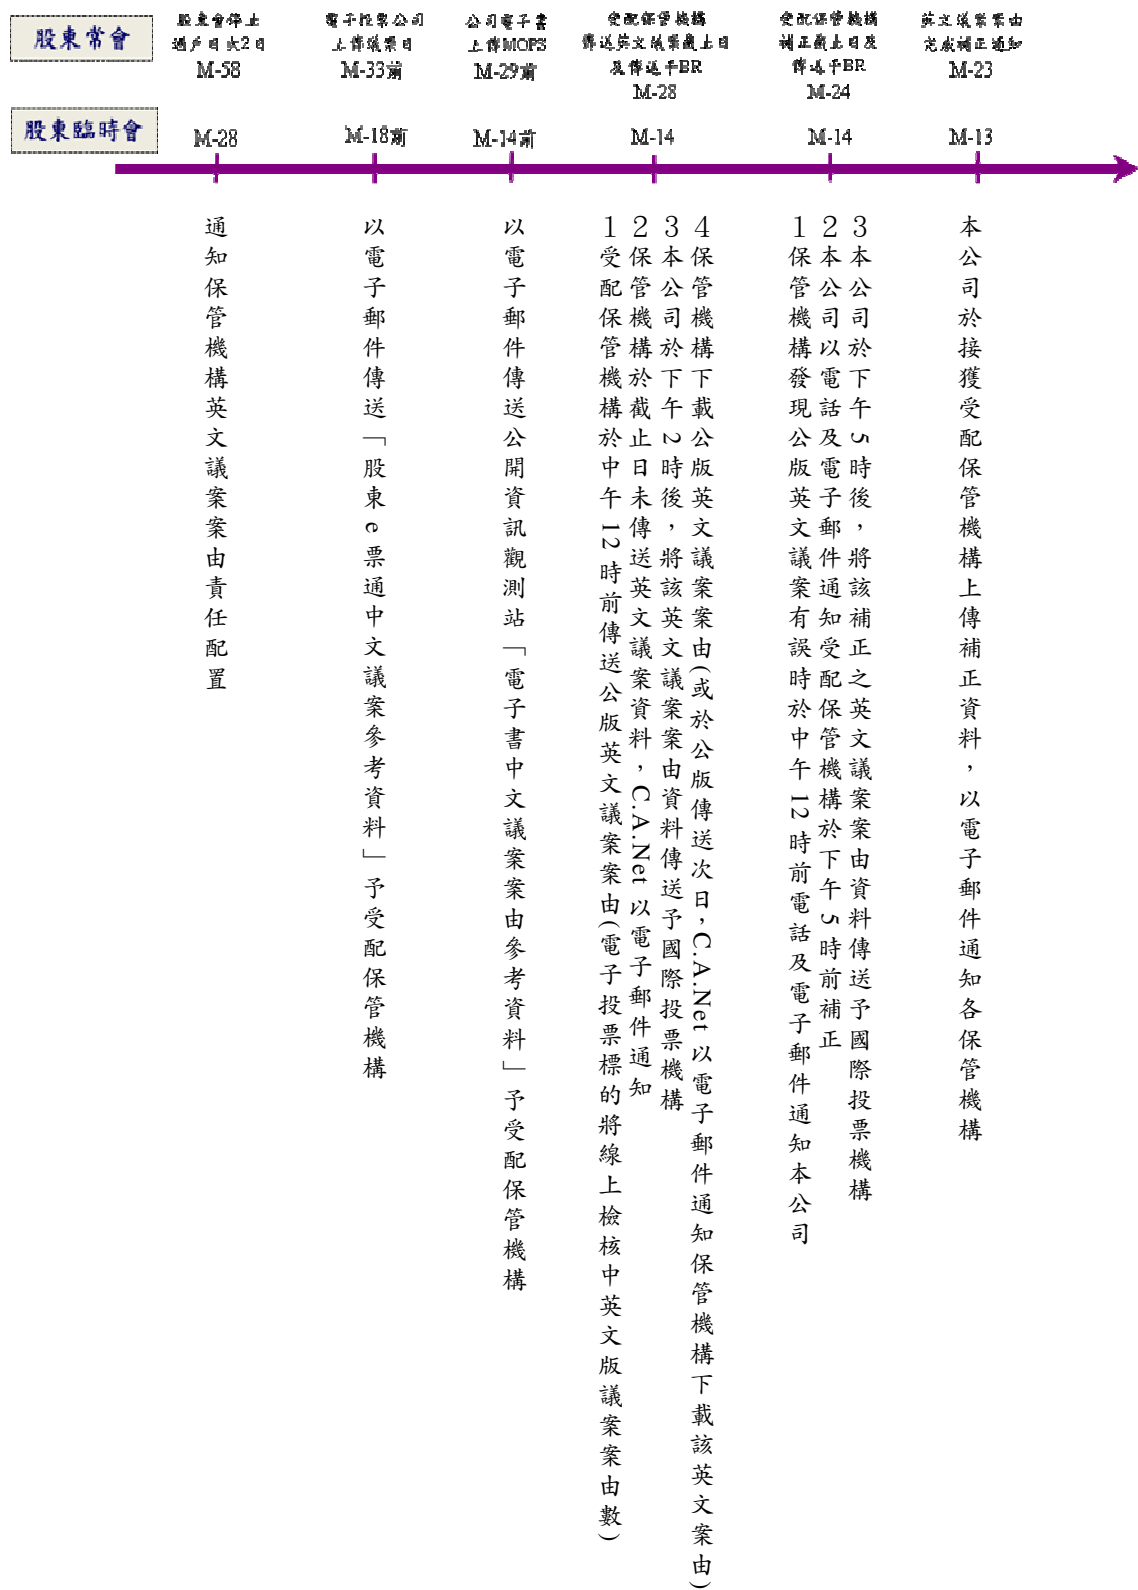 股東常會
股東會停止
過戶日次2日
M-58
電子投票公司
上傳議案日
M-33前
公司電子書
上傳MOPS
M-29前
受配保管機構
傳送英文議案截止日
及傳送予BR
M-28
受配保管機構
補正截止日及
傳送予BR
M-24
英文議案案由
完成補正通知
M-23
股東臨時會
M-28
M-18前
M-14前
M-14
M-14
M-13
通知保管機構英文議案案由責任配置
以電子郵件傳送「股東e票通中文議案參考資料」予受配保管機構
以電子郵件傳送公開資訊觀測站「電子書中文議案案由參考資料」予受配保管機構
1受配保管機構於中午12時前傳送公版英文議案案由(電子投票標的將線上檢核中英文版議案案由數)
2保管機構於截止日未傳送英文議案資料，C.A.Net以電子郵件通知
3本公司於下午2時後，將該英文議案案由資料傳送予國際投票機構
4保管機構下載公版英文議案案由(或於公版傳送次日，C.A.Net以電子郵件通知保管機構下載該英文案由)
1保管機構發現公版英文議案有誤時於中午12時前電話及電子郵件通知本公司
2本公司以電話及電子郵件通知受配保管機構於下午5時前補正
3本公司於下午5時後，將該補正之英文議案案由資料傳送予國際投票機構
本公司於接獲受配保管機構上傳補正資料，以電子郵件通知各保管機構